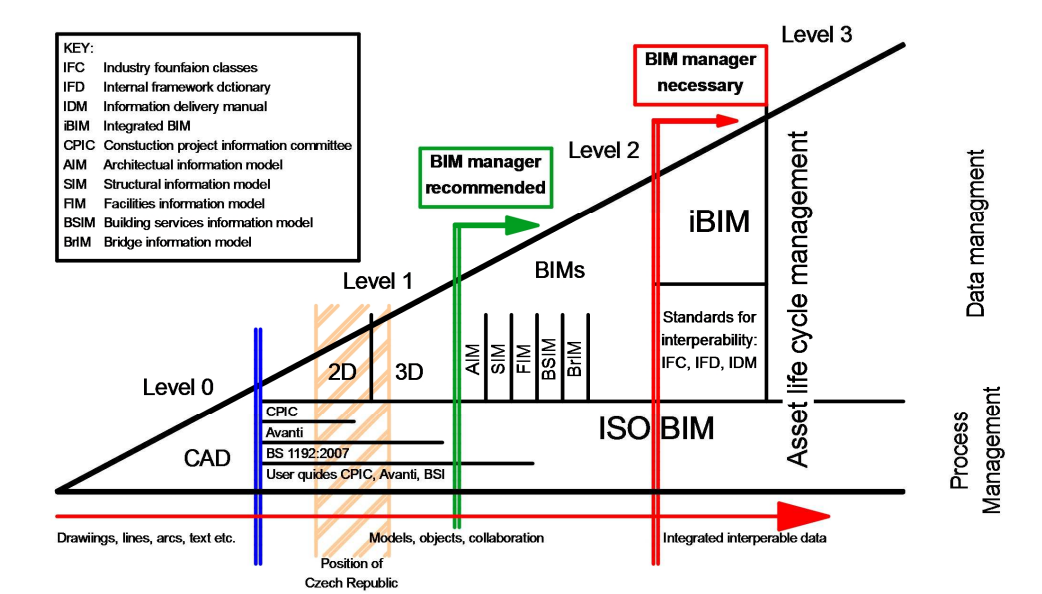 KEY:
IFC Industry founfaion classes
IFD Internal framework dctionary
IDM Information delivery manual
iBIM Integrated BIM
CPIC Constuction project information committee
AIM Architectual information model
SIM Structural information model
FIM Facilities information model
BSIM Building services information model
BrIM Bridge information model
Level 0
Level 1
Level 2
Level 3
BIM manager
recommended
BIM manager
necessary
CAD
2D
3D
BIMs
AIM
SIM
FIM
BSIM
BrIM
iBIM
Standards for
interperability:
IFC, IFD, IDM
Asset life cycle management
Data managment
Process
Management
CPIC
Avanti
BS 1192:2007
User quides CPIC, Avanti, BSI
ISO BIM
Drawiings, lines, arcs, text etc.
Models, objects, collaboration
Integrated interperable data
Position of
Czech Republic